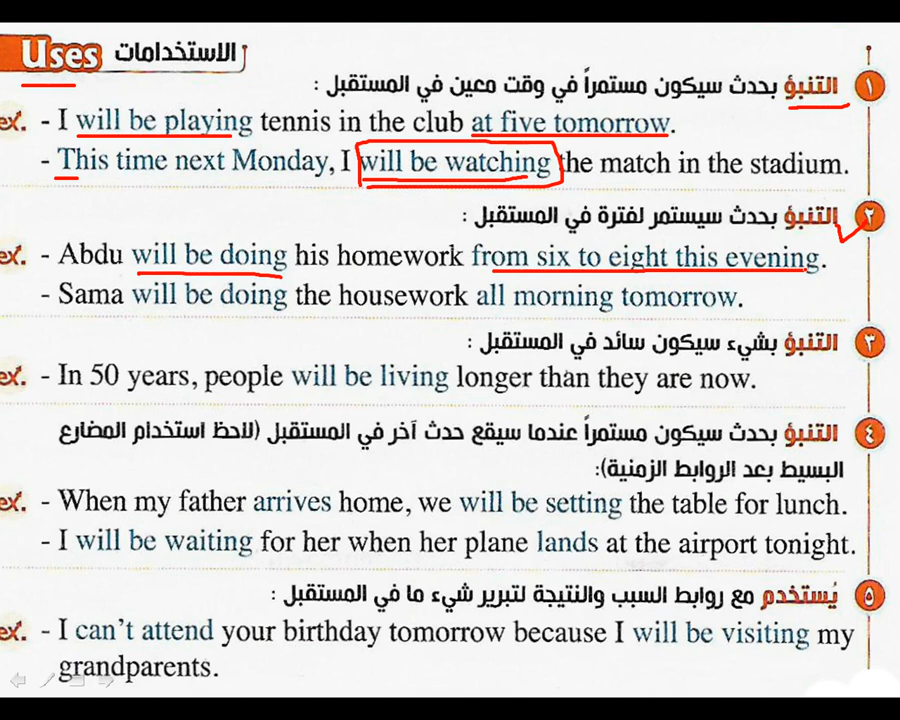 Uses الاستخدامات
١ التنبؤ بحدث سيكون مستمراً في وقت معين في المستقبل :
ex. - I will be playing tennis in the club at five tomorrow.
- This time next Monday, I will be watching the match in the stadium.
٢ التنبؤ بحدث سيستمر لفترة في المستقبل :
ex. - Abdu will be doing his homework from six to eight this evening.
- Sama will be doing the housework all morning tomorrow.
٣ التنبؤ بشيء سيكون سائد في المستقبل :
ex. - In 50 years, people will be living longer than they are now.
٤ التنبؤ بحدث سيكون مستمراً عندما سيقع حدث آخر في المستقبل (لاحظ استخدام المضارع
البسيط بعد الروابط الزمنية):
ex. - When my father arrives home, we will be setting the table for lunch.
- I will be waiting for her when her plane lands at the airport tonight.
٥ يُستخدم مع روابط السبب والنتيجة لتبرير شيء ما في المستقبل :
ex. - I can't attend your birthday tomorrow because I will be visiting my
grandparents.